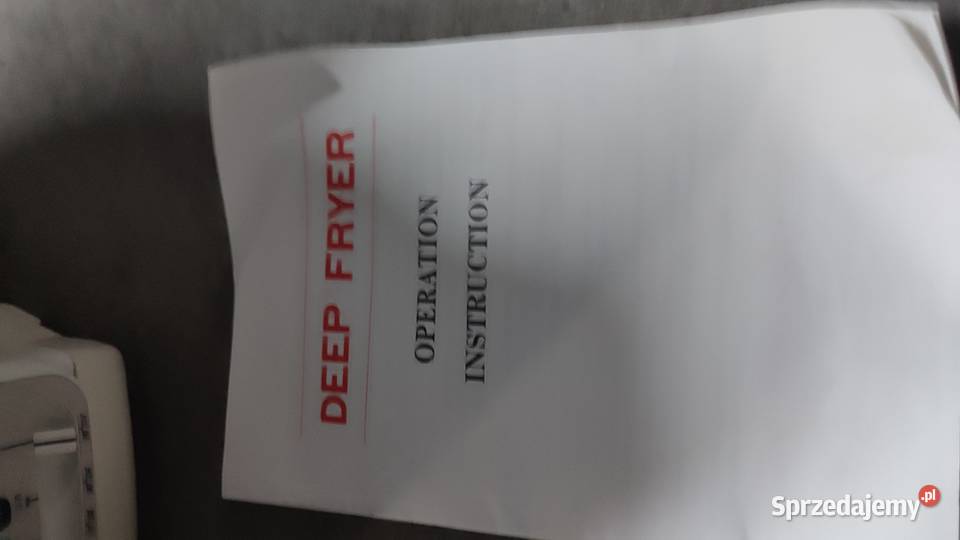 DEEP FRYER
OPERATION
INSTRUCTION
Sprzedajemy.pl